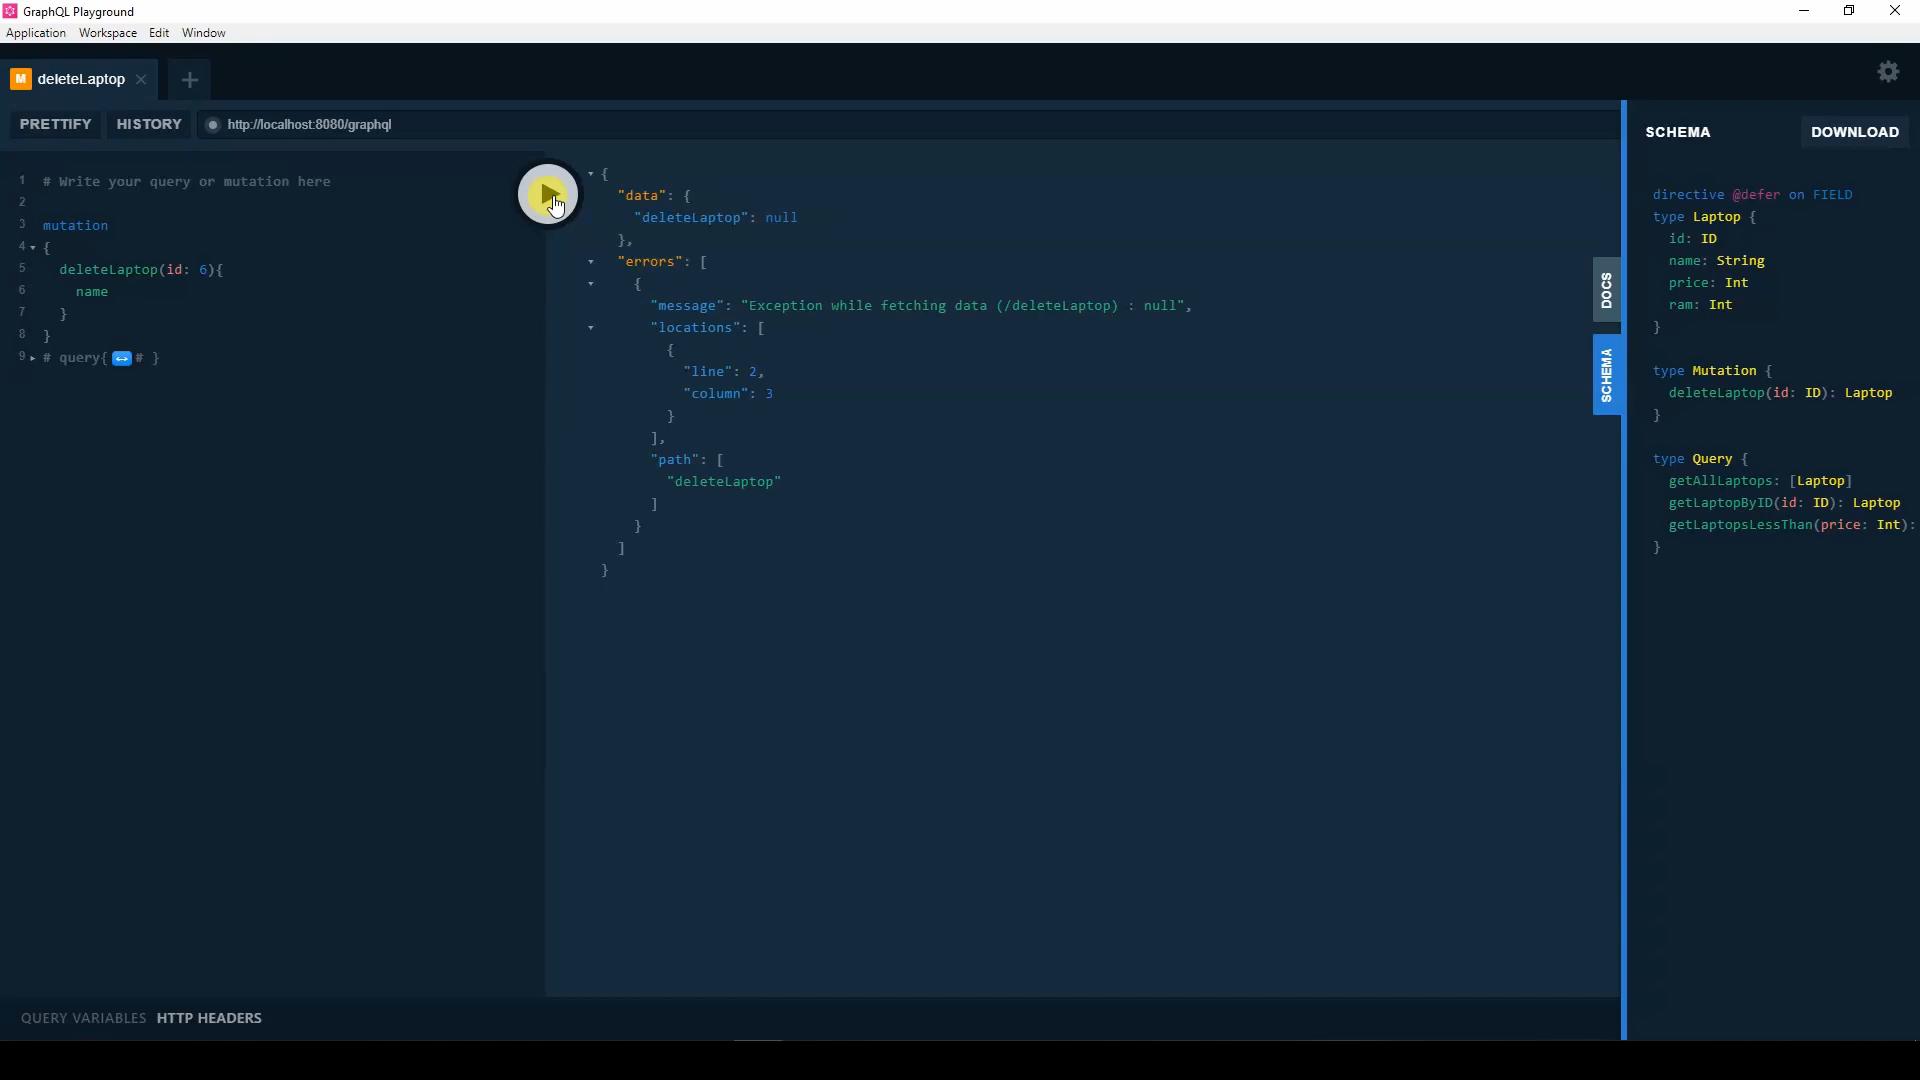 GraphQL Playground
Application Workspace Edit Window
M deleteLaptop
PRETTIFY HISTORY http://localhost:8080/graphql
1 # Write your query or mutation here
2
3 mutation
4 {
5 deleteLaptop(id: 6){
6 name
7 }
8 }
9 # query{ # }
{
"data": {
"deleteLaptop": null
},
"errors": [
{
"message": "Exception while fetching data (/deleteLaptop) : null",
"locations": [
{
"line": 2,
"column": 3
}
],
"path": [
"deleteLaptop"
]
}
]
}
DOCS
SCHEMA
SCHEMA DOWNLOAD
directive @defer on FIELD
type Laptop {
id: ID
name: String
price: Int
ram: Int
}
type Mutation {
deleteLaptop(id: ID): Laptop
}
type Query {
getAllLaptops: [Laptop]
getLaptopByID(id: ID): Laptop
getLaptopsLessThan(price: Int):
}
QUERY VARIABLES HTTP HEADERS